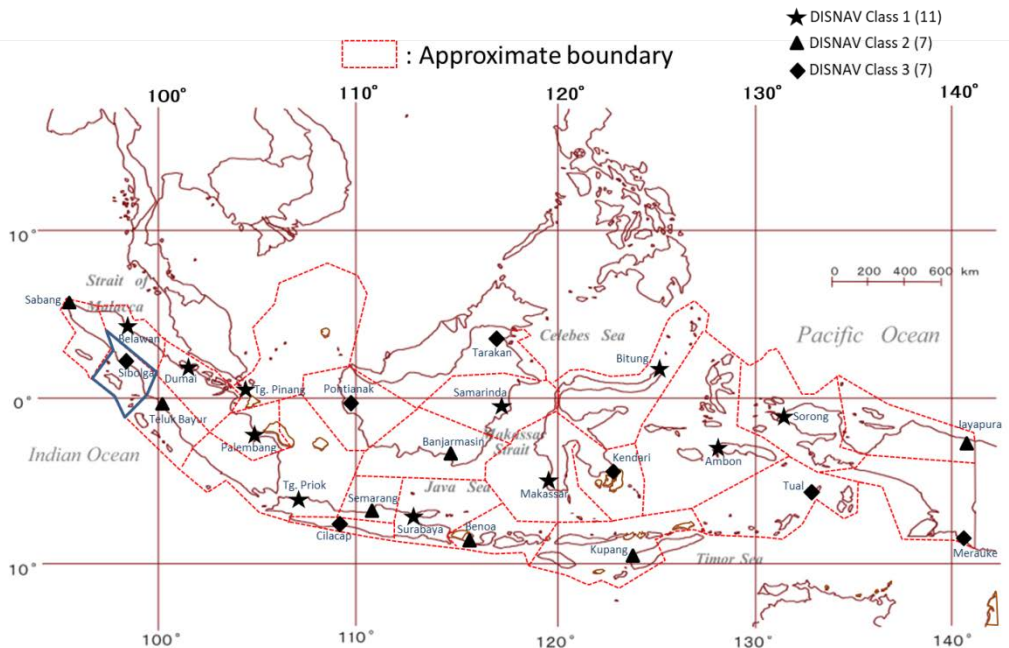 DISNAV Class 1 (11)
DISNAV Class 2 (7)
DISNAV Class 3 (7)
: Approximate boundary
100°
110°
120°
130°
140°
10°
0 200 400 600 km
Strait of
Malacca
Sabang
Belawan
Celebes Sea
Pacific Ocean
Tarakan
Bitung
Sibolga
Dumai
Tg. Pinang
Pontianak
Samarinda
0°
Teluk Bayur
Sorong
Jayapura
Palembang
Banjarmasin
Makassar
Strait
Indian Ocean
Kendari
Ambon
Tg. Priok
Semarang
Java Sea
Makassar
Tual
Cilacap
Surabaya
Benoa
Kupang
Timor Sea
Merauke
10°
100°
110°
120°
130°
140°